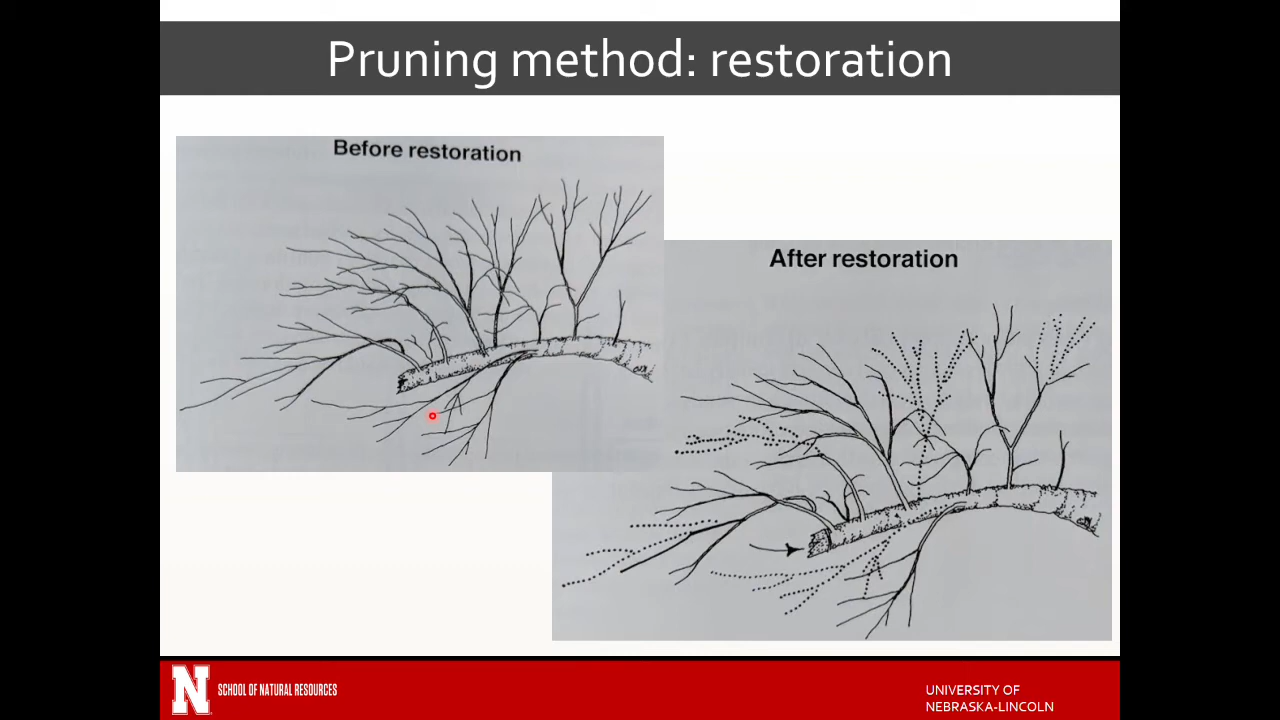 Pruning method: restoration
Before restoration
After restoration
N SCHOOL OF NATURAL RESOURCES
UNIVERSITY OF
NEBRASKA-LINCOLN